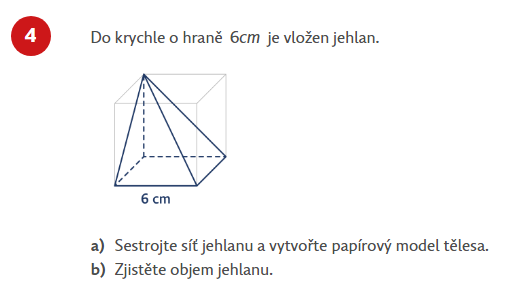 4
Do krychle o hraně 6cm je vložen jehlan.
6 cm
a) Sestrojte síť jehlanu a vytvořte papírový model tělesa.
b) Zjistěte objem jehlanu.